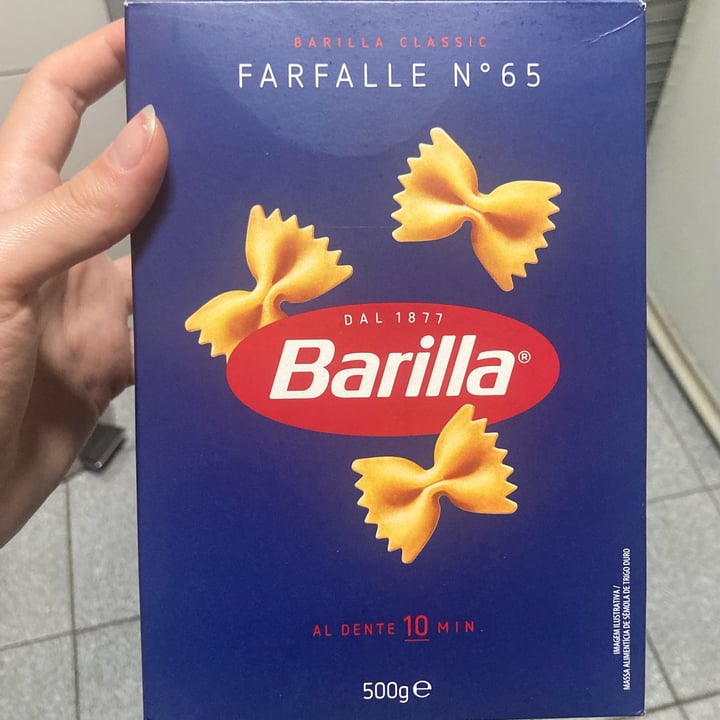 BARILLA CLASSIC
FARFALLE N°65
DAL 1877
Barilla®
AL DENTE 10 MIN.
500g℮
IMAGEM ILUSTRATIVA /
MASSA ALIMENTÍCIA DE SÊMOLA DE TRIGO DURO